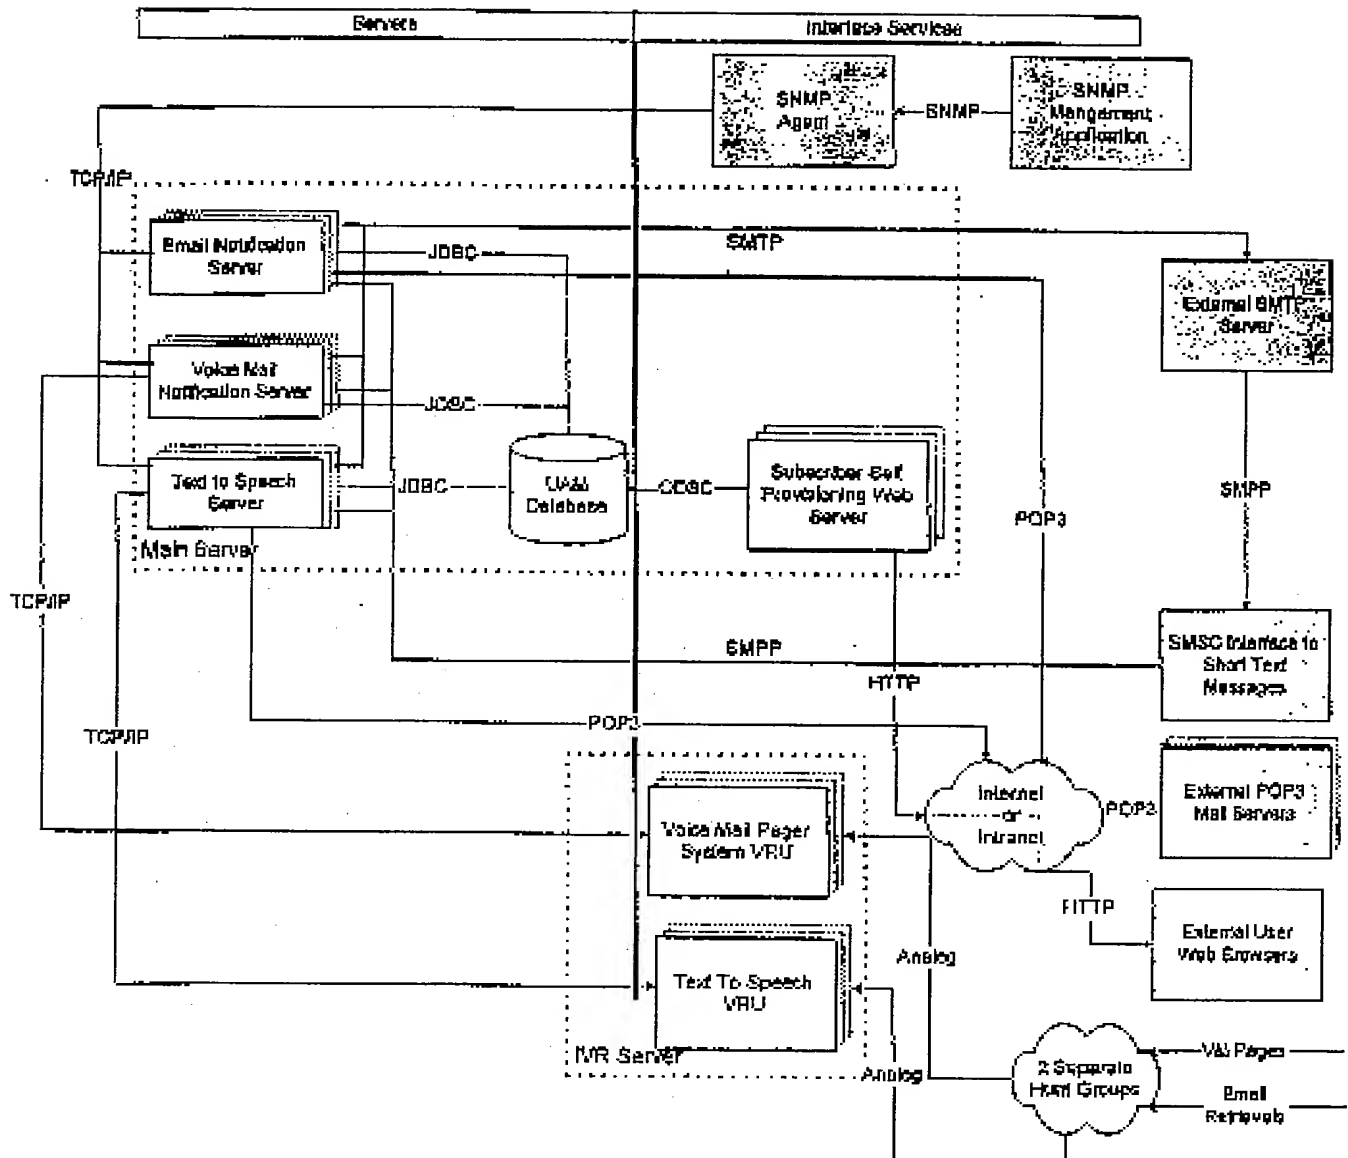 Servers
Interface Services
SNMP
Agent
SNMP
SNMP
Mangement
Application
TCP/IP
Email Notification
Server
JDBC
SMTP
External SMTP
Server
Voice Mail
Notification Server
JDBC
Text to Speech
Server
JDBC
Database
ODBC
Subscriber Self
Provisioning Web
Server
POP3
SMPP
Main Server
TCP/IP
SMPP
SMSC Interface to
Short Text
Messages
HTTP
POP3
TCP/IP
Internet
or
Intranet
POP3
External POP3
Mail Servers
Voice Mail Pager
System VRU
HTTP
External User
Web Browsers
Analog
Text To Speech
VRU
IVR Server
Analog
2 Separate
Hunt Groups
VM Pages
Email
Retrievals